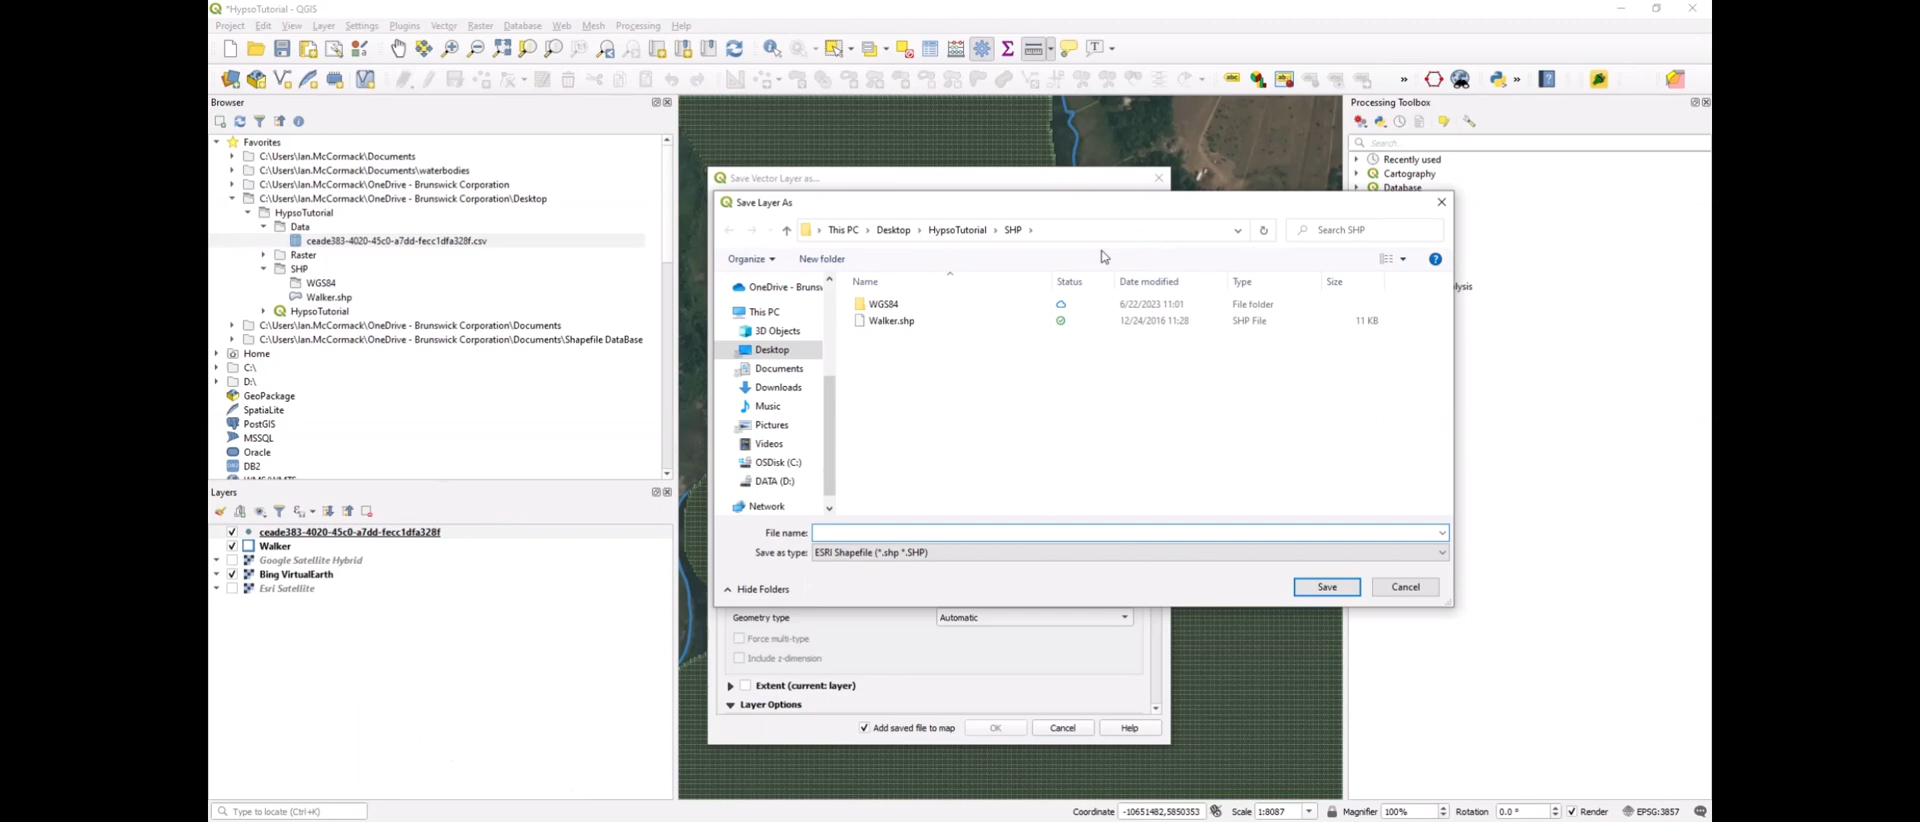 *HypsoTutorial - QGIS
Project Edit View Layer Settings Plugins Vector Raster Database Web Mesh Processing Help
Browser
Favorites
C:\Users\Ian.McCormack\Documents
C:\Users\Ian.McCormack\Documents\waterbodies
C:\Users\Ian.McCormack\OneDrive - Brunswick Corporation
C:\Users\Ian.McCormack\OneDrive - Brunswick Corporation\Desktop
HypsoTutorial
Data
ceade383-4020-45c0-a7dd-fecc1dfa328f.csv
Raster
SHP
WGS84
Walker.shp
HypsoTutorial
C:\Users\Ian.McCormack\OneDrive - Brunswick Corporation\Documents
C:\Users\Ian.McCormack\OneDrive - Brunswick Corporation\Documents\Shapefile DataBase
Home
C:\
D:\
GeoPackage
SpatiaLite
PostGIS
MSSQL
Oracle
DB2
Layers
ceade383-4020-45c0-a7dd-fecc1dfa328f
Walker
Google Satellite Hybrid
Bing VirtualEarth
Esri Satellite
Save Vector Layer as...
Save Layer As
This PC > Desktop > HypsoTutorial > SHP >
Search SHP
Organize New folder
Name Status Date modified Type Size
WGS84 6/22/2023 11:01 File folder
Walker.shp 12/24/2016 11:28 SHP File 11 KB
OneDrive - Brunsw
This PC
3D Objects
Desktop
Documents
Downloads
Music
Pictures
Videos
OSDisk (C:)
DATA (D:)
Network
File name:
Save as type: ESRI Shapefile (*.shp *.SHP)
Hide Folders Save Cancel
Geometry type Automatic
Force multi-type
Include z-dimension
Extent (current: layer)
Layer Options
Add saved file to map OK Cancel Help
Processing Toolbox
Search...
Recently used
Cartography
Database
Type to locate (Ctrl+K)
Coordinate -10651482,5850353 Scale 1:8087 Magnifier 100% Rotation 0.0 ° Render EPSG:3857